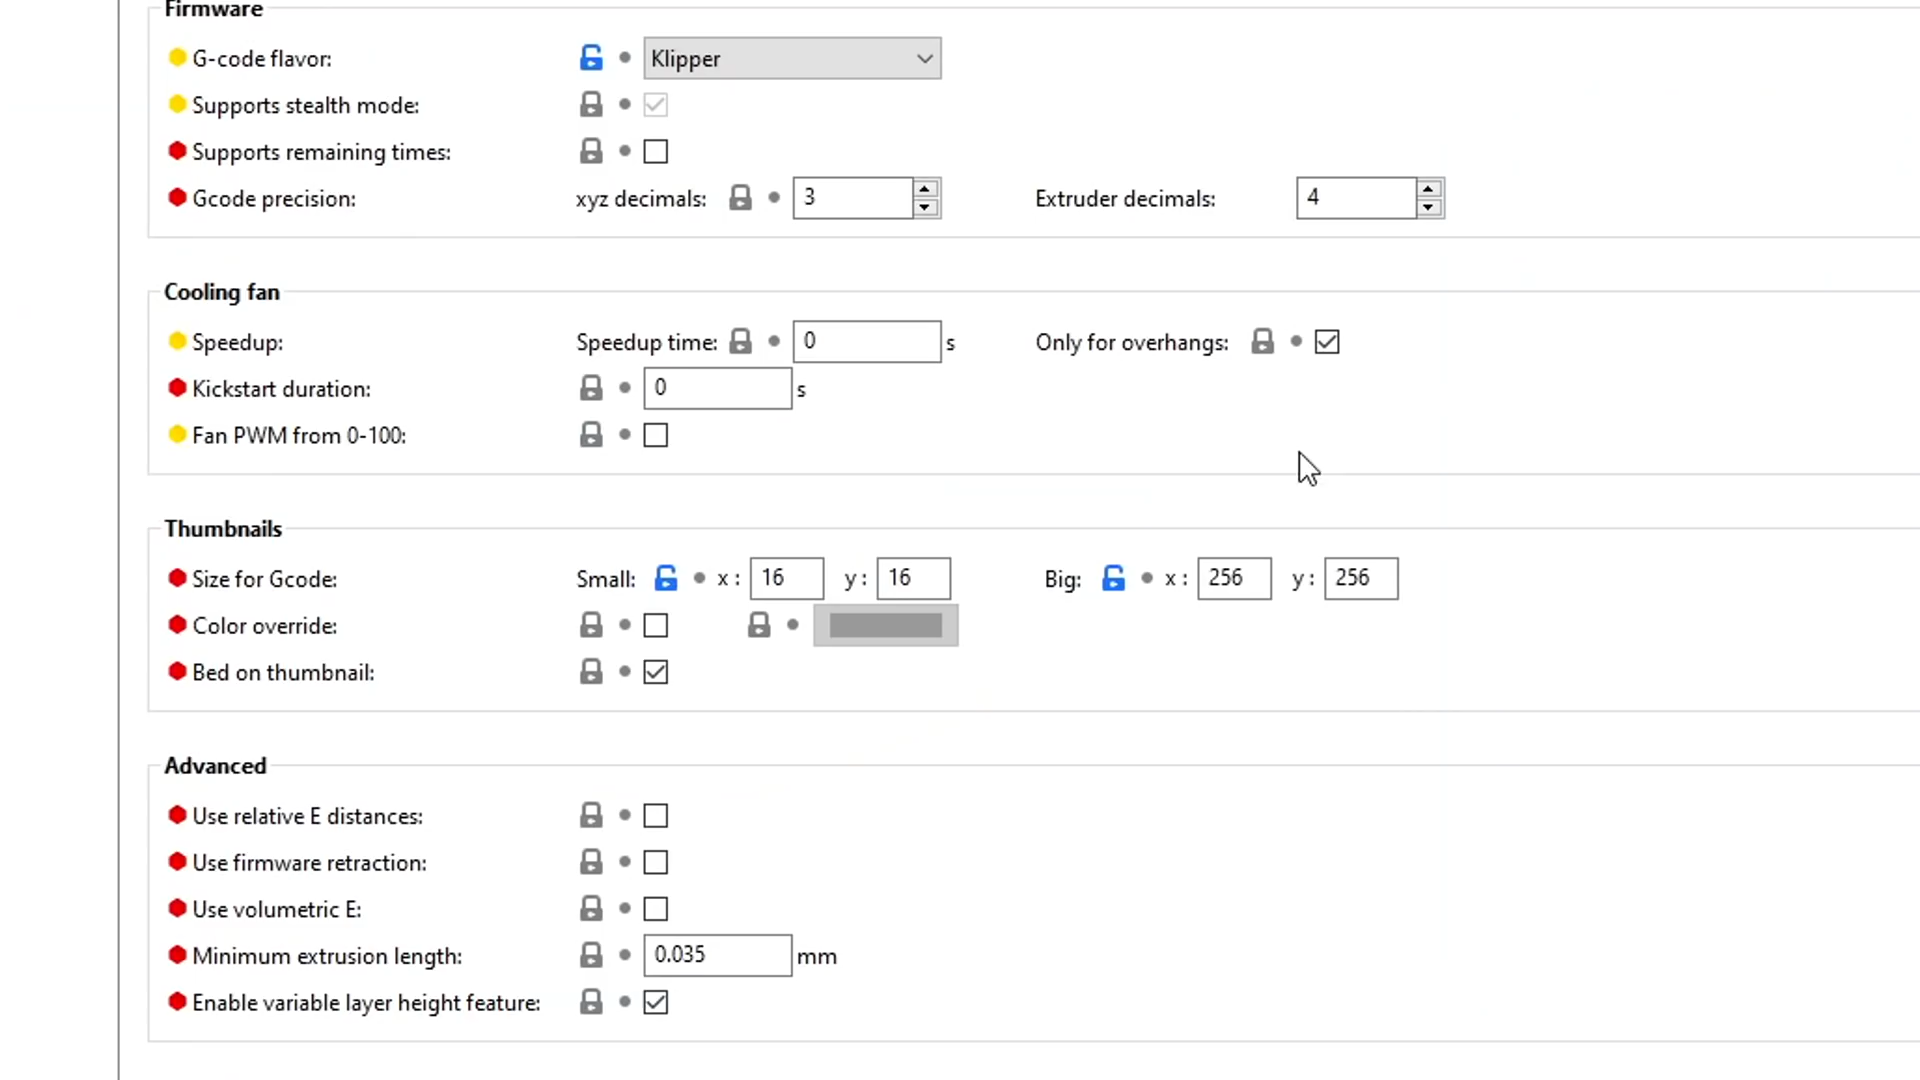 Firmware
G-code flavor: Klipper
Supports stealth mode:
Supports remaining times:
Gcode precision: xyz decimals: 3 Extruder decimals: 4
Cooling fan
Speedup: Speedup time: 0 s Only for overhangs:
Kickstart duration: 0 s
Fan PWM from 0-100:
Thumbnails
Size for Gcode: Small: x : 16 y : 16 Big: x : 256 y : 256
Color override:
Bed on thumbnail:
Advanced
Use relative E distances:
Use firmware retraction:
Use volumetric E:
Minimum extrusion length: 0.035 mm
Enable variable layer height feature: